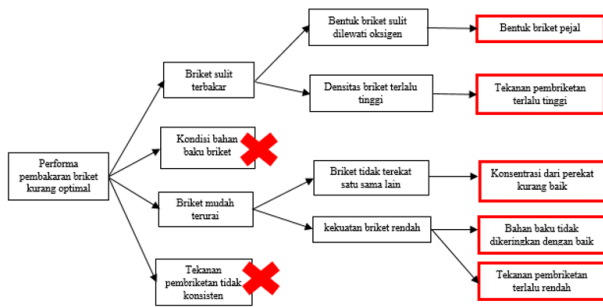 Performa
pembakaran briket
kurang optimal
Briket sulit
terbakar
Kondisi bahan
baku briket
Briket mudah
terurai
Tekanan
pembriketan tidak
konsisten
Bentuk briket sulit
dilewati oksigen
Densitas briket terlalu
tinggi
Briket tidak terekat
satu sama lain
kekuatan briket rendah
Bentuk briket pejal
Tekanan pembriketan
terlalu tinggi
Konsentrasi dari perekat
kurang baik
Bahan baku tidak
dikeringkan dengan baik
Tekanan pembriketan
terlalu rendah